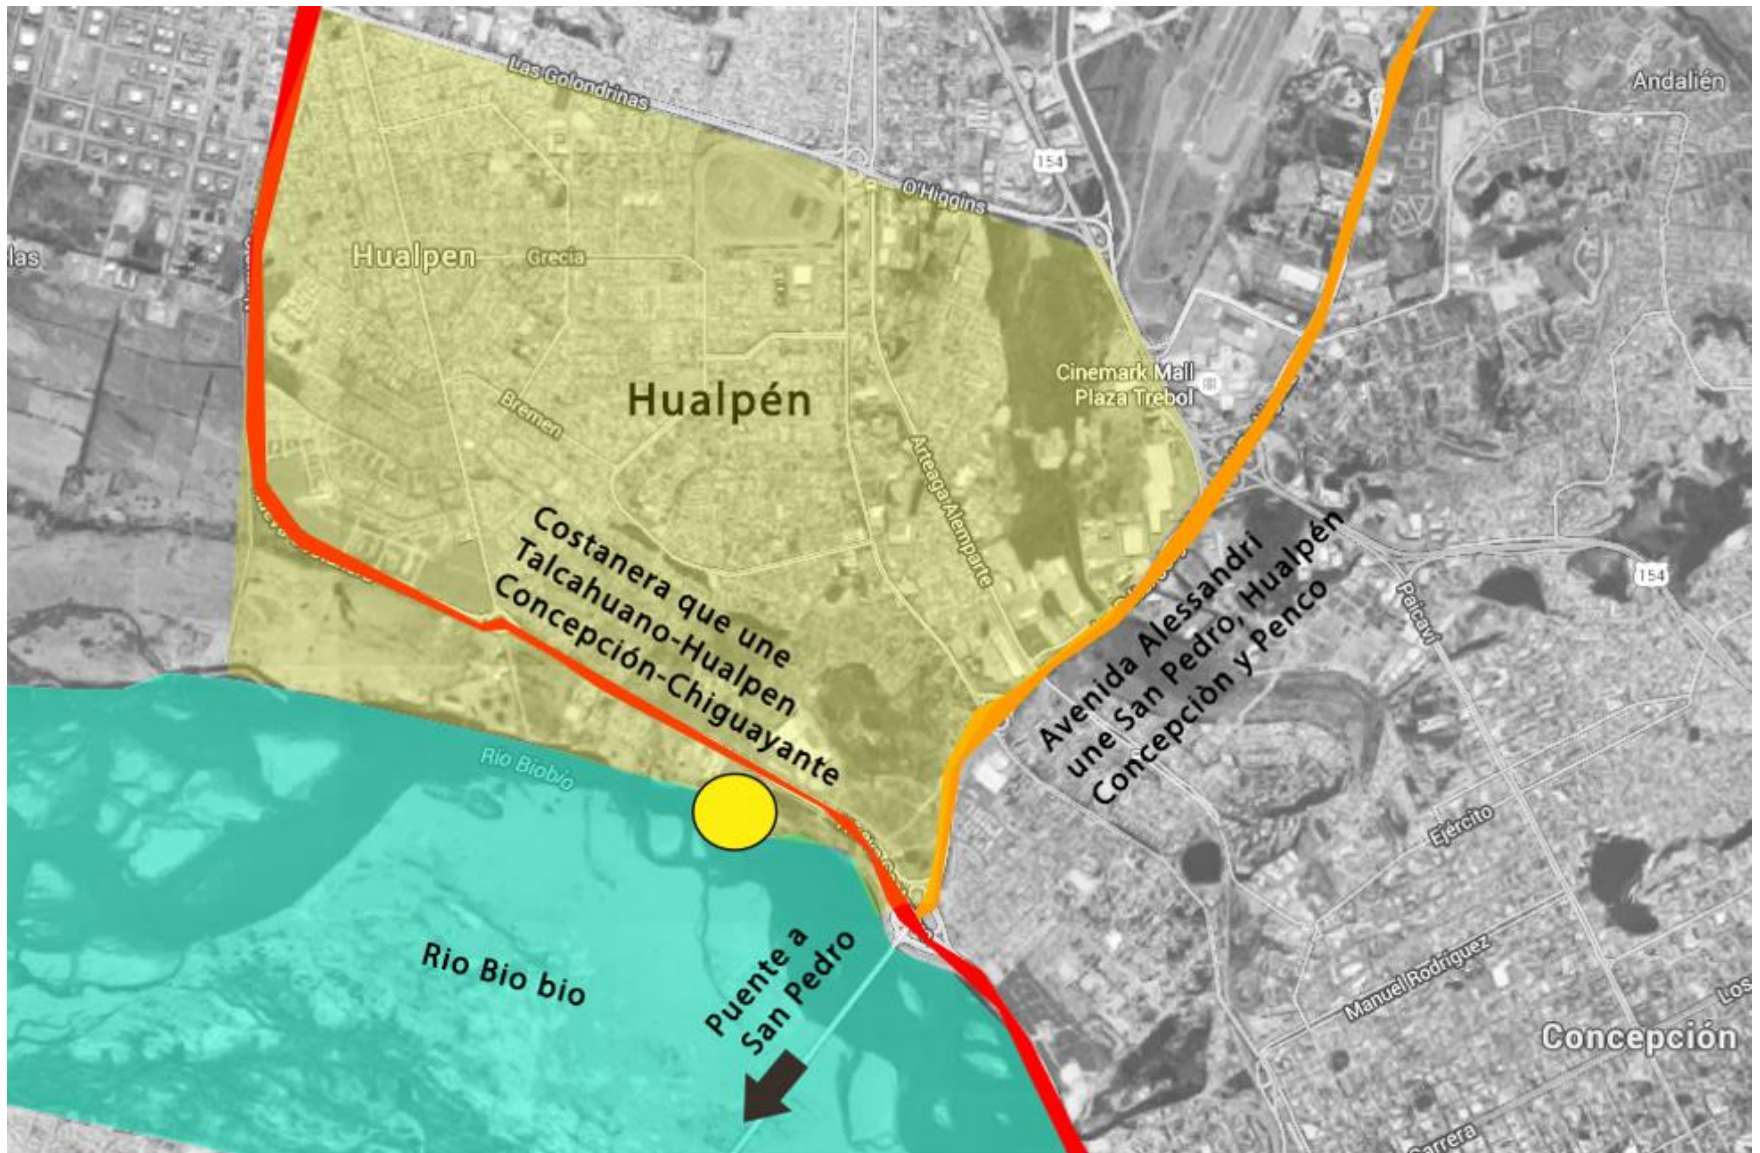 Las Golondrinas
Andalién
154
O'Higgins
las
Hualpen
Grecia
Cinemark Mall
Plaza Trebol
Hualpén
Bremen
Arteaga Alemparte
Costanera que une
Talcahuano-Hualpen
Concepción-Chiguayante
Avenida Alessandri
une San Pedro, Hualpén
Concepciòn y Penco
154
Paicaví
Rio Biobío
Ejército
Puente a
San Pedro
Rio Bio bio
Manuel Rodriguez
Los
Concepción
Carrera